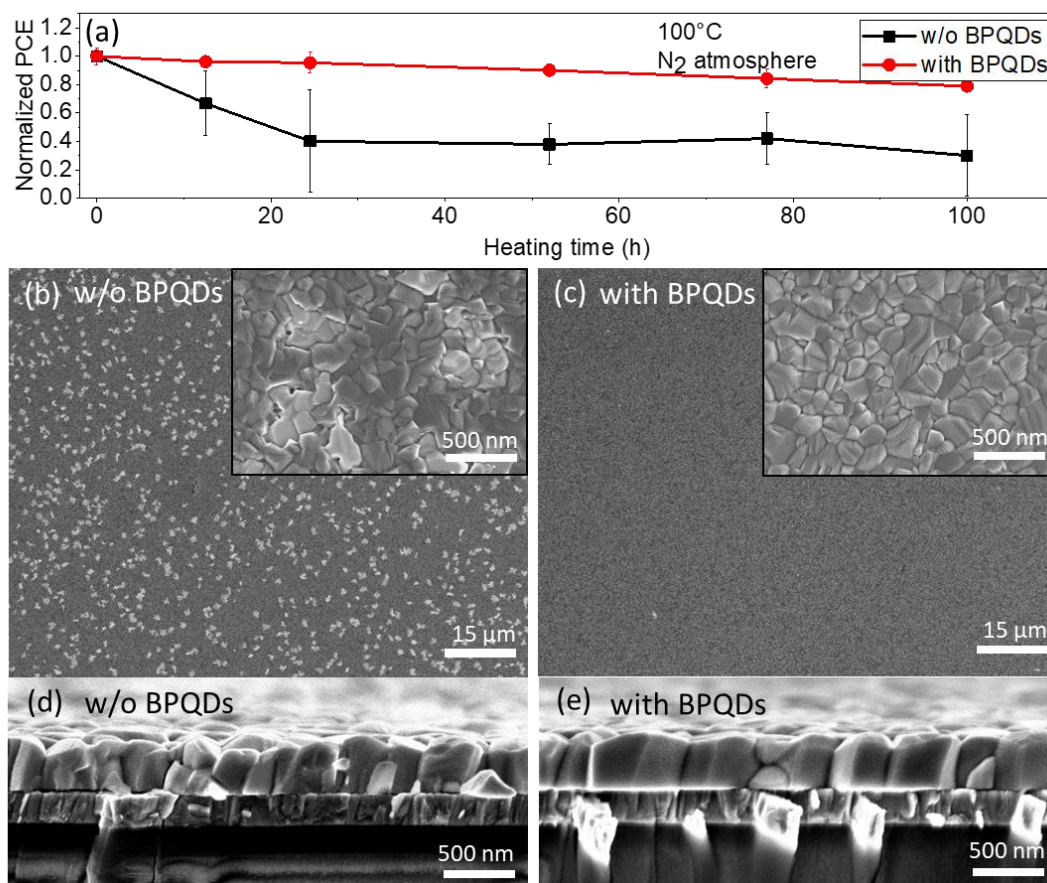 (a)
100°C
N2 atmosphere
w/o BPQDs
with BPQDs
Normalized PCE
1.2
1.0
0.8
0.6
0.4
0.2
0.0
0
20
40
60
80
100
Heating time (h)
(b) w/o BPQDs
500 nm
15 µm
(c) with BPQDs
500 nm
15 µm
(d) w/o BPQDs
500 nm
(e) with BPQDs
500 nm